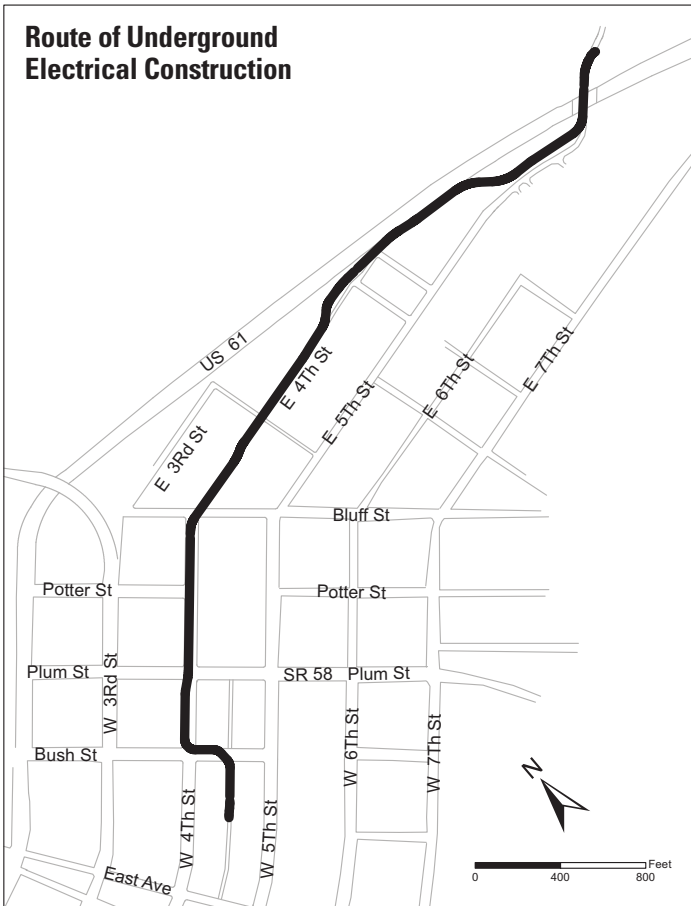 Route of Underground
Electrical Construction
US 61
E 4Th St
E 3Rd St
E 5Th St
E 6Th St
E 7Th St
Bluff St
Potter St
Potter St
Plum St
W 3Rd St
SR 58 Plum St
Bush St
W 4Th St
W 5Th St
W 6Th St
W 7Th St
East Ave
N
Feet
0 400 800